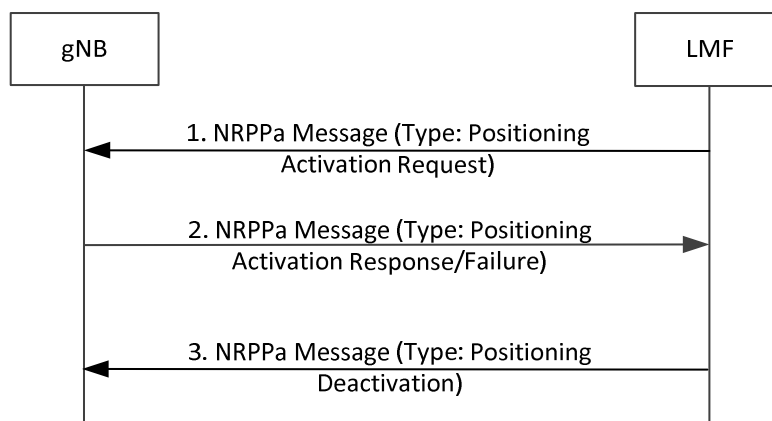 gNB
LMF
1. NRPPa Message (Type: Positioning
Activation Request)
2. NRPPa Message (Type: Positioning
Activation Response/Failure)
3. NRPPa Message (Type: Positioning
Deactivation)